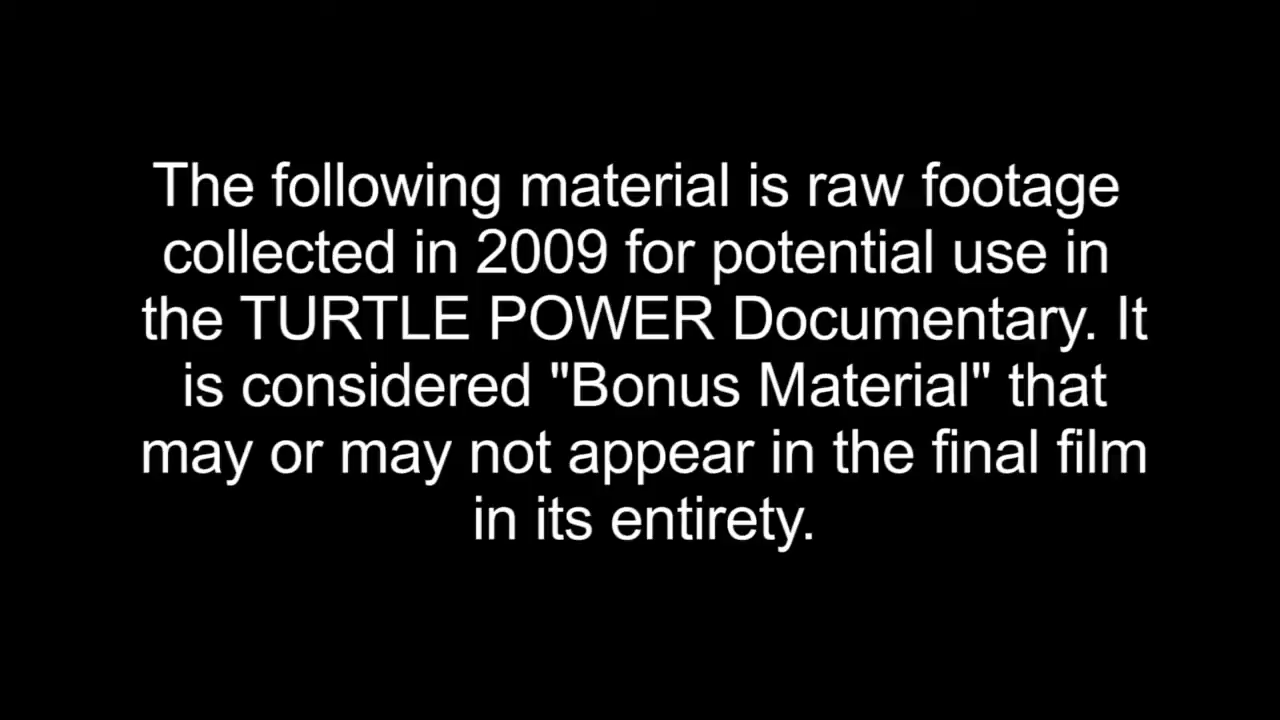 The following material is raw footage
collected in 2009 for potential use in
the TURTLE POWER Documentary. It
is considered "Bonus Material" that
may or may not appear in the final film
in its entirety.